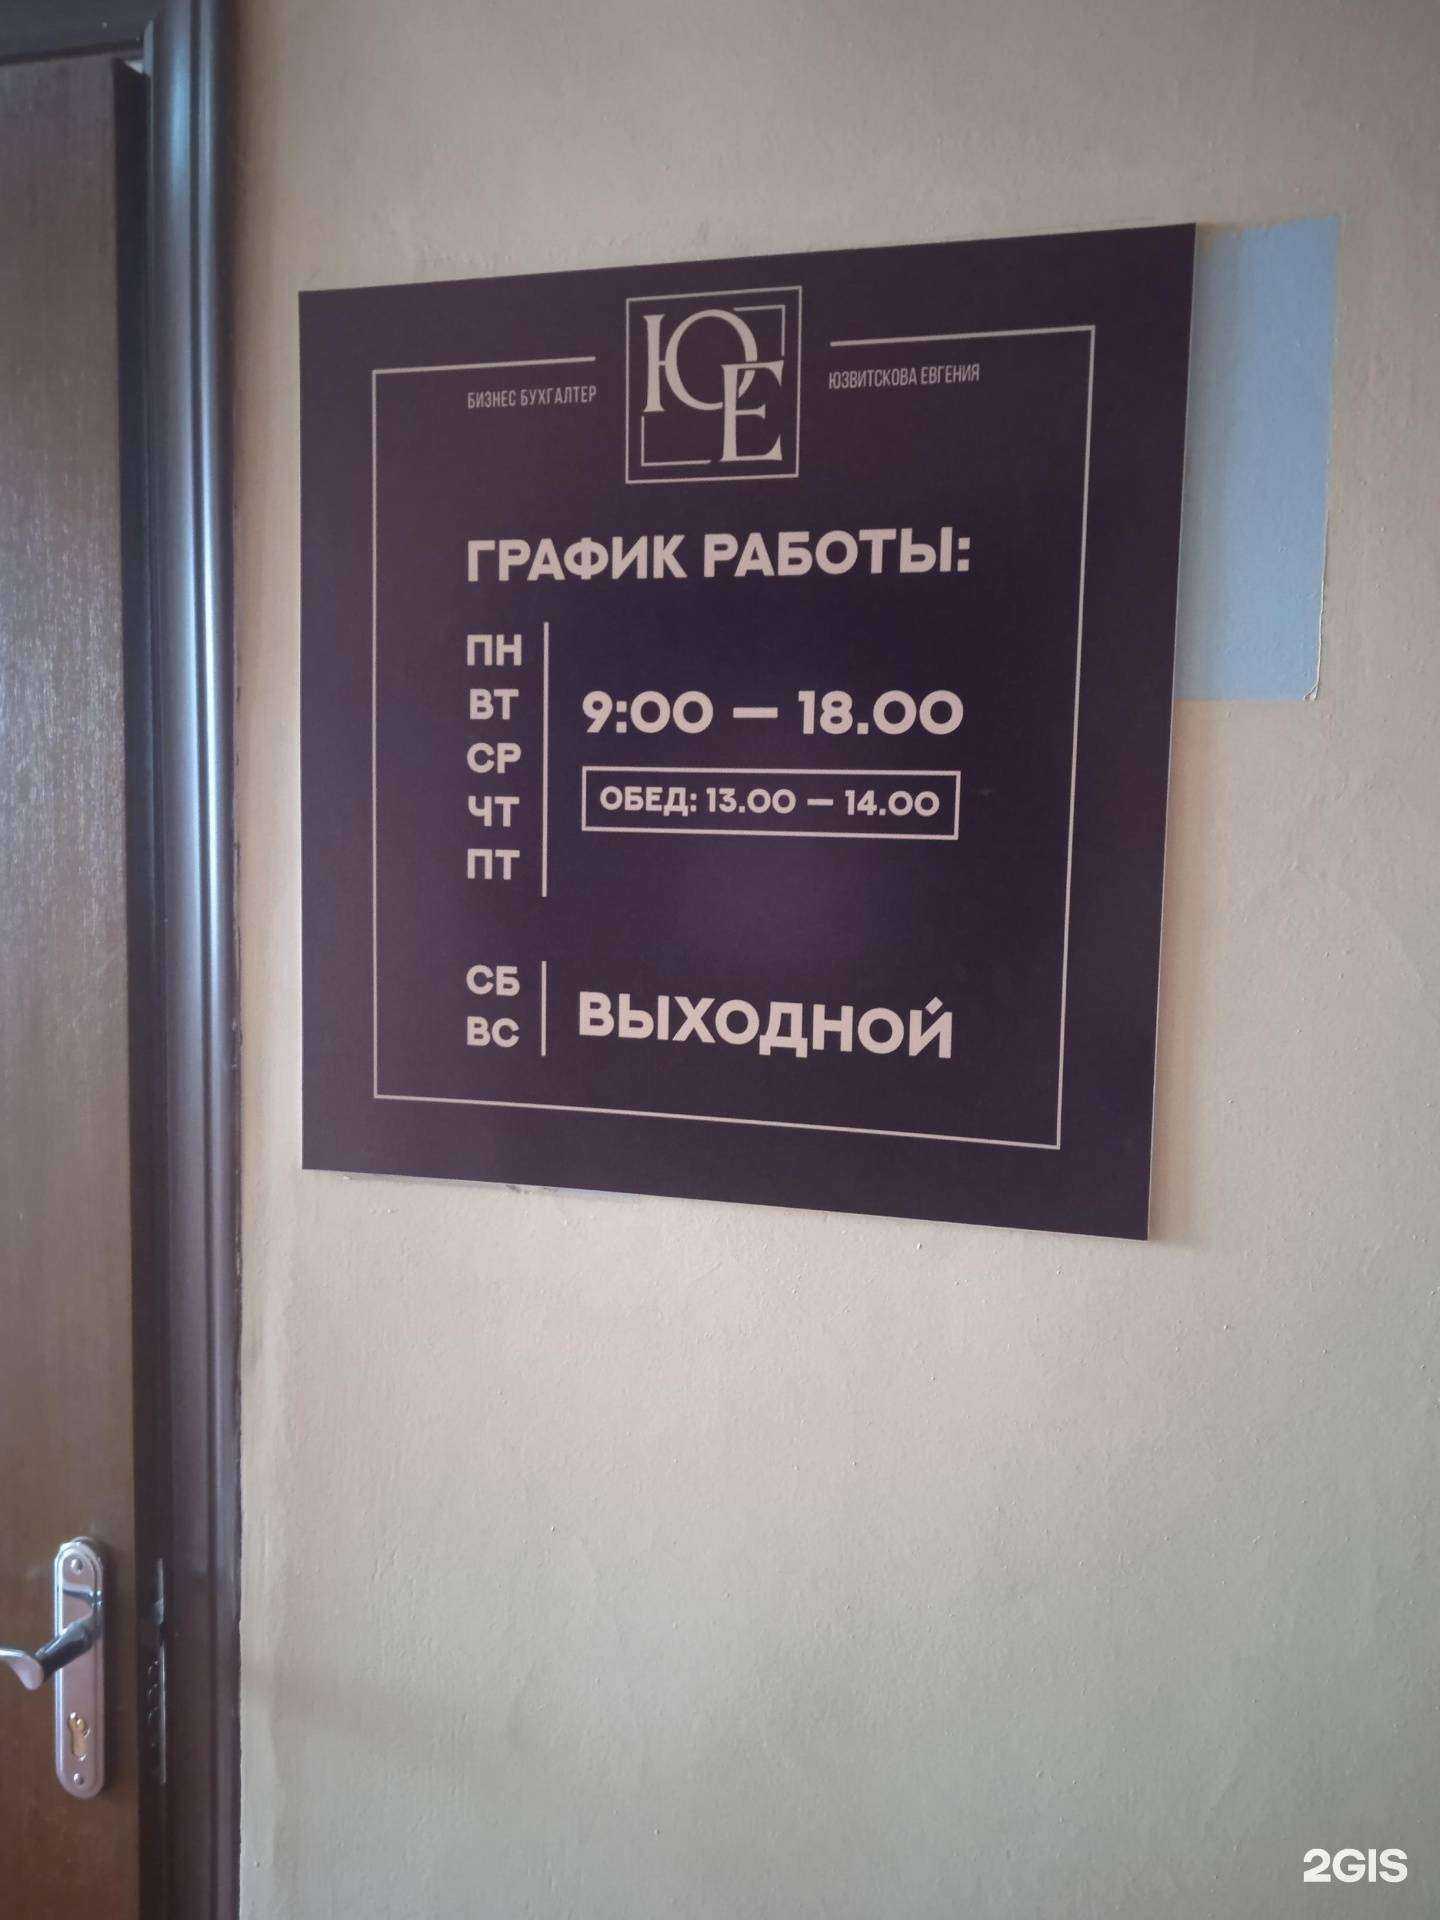 БИЗНЕС БУХГАЛТЕР
ЮЕ
ЮЗВИТСКОВА ЕВГЕНИЯ
ГРАФИК РАБОТЫ:
ПН
ВТ
СР
ЧТ
ПТ
9:00 — 18.00
ОБЕД: 13.00 — 14.00
СБ
ВС
ВЫХОДНОЙ
2GIS